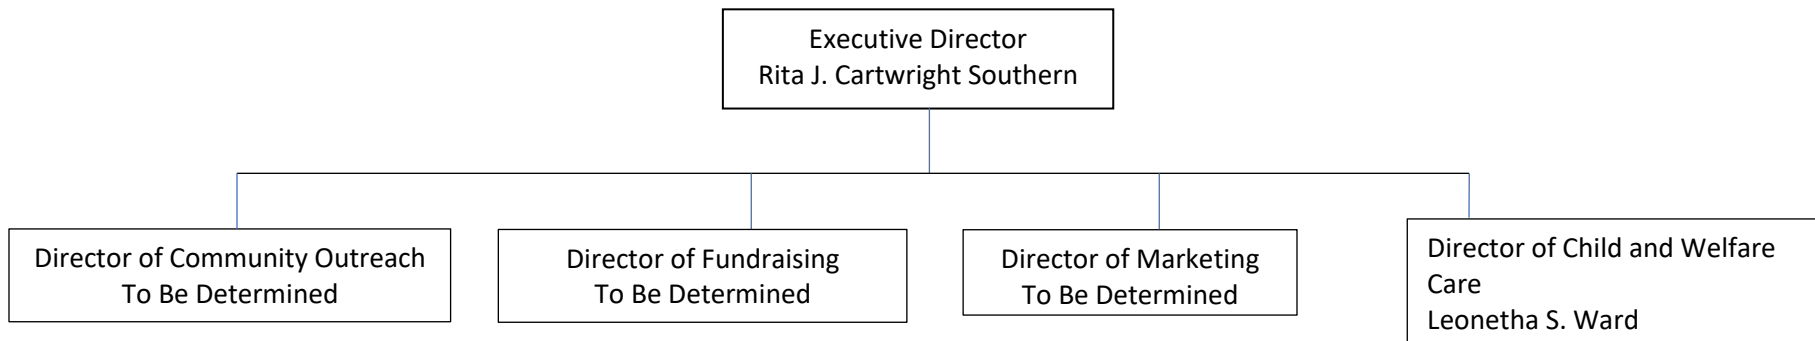 Executive Director
Rita J. Cartwright Southern
Director of Community Outreach
To Be Determined
Director of Fundraising
To Be Determined
Director of Marketing
To Be Determined
Director of Child and Welfare
Care
Leonetha S. Ward